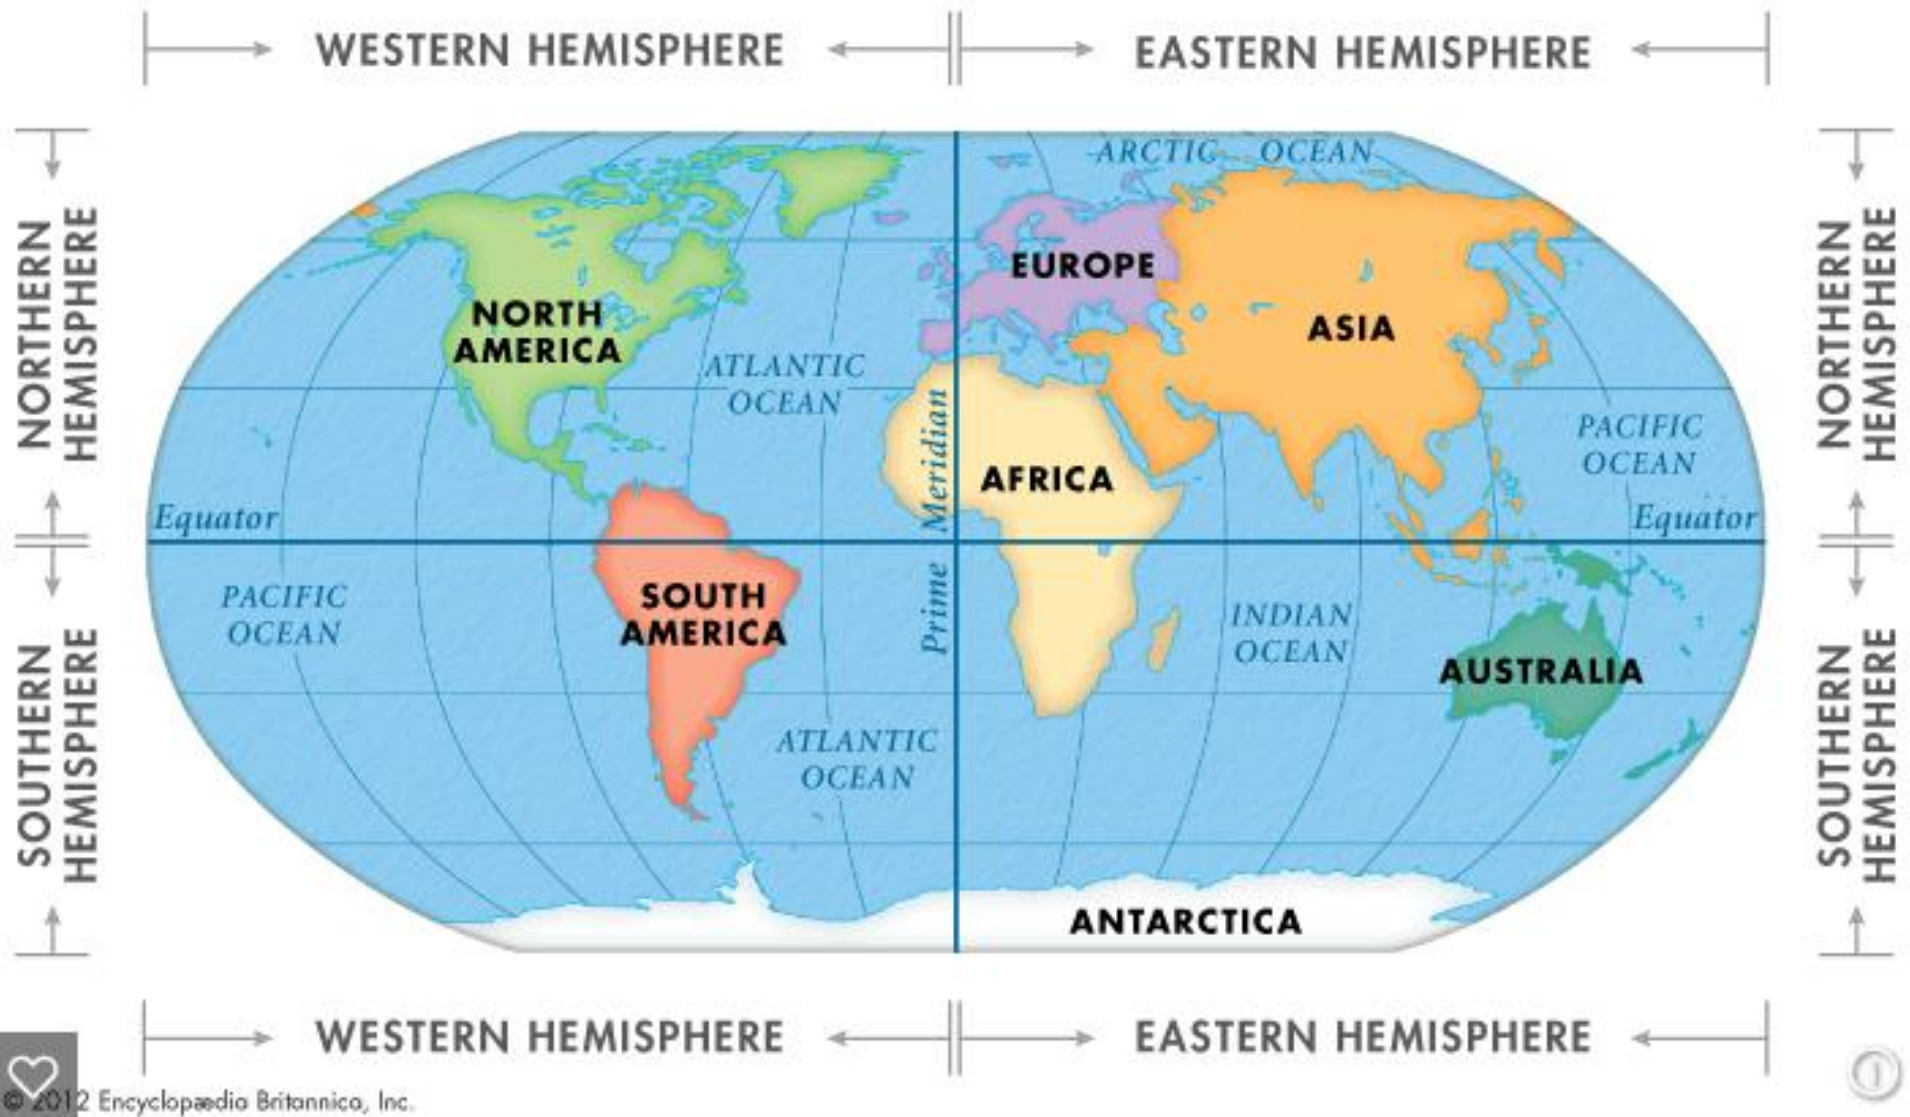 WESTERN HEMISPHERE
EASTERN HEMISPHERE
NORTHERN
HEMISPHERE
NORTHERN
HEMISPHERE
ARCTIC OCEAN
EUROPE
NORTH
AMERICA
ASIA
ATLANTIC
OCEAN
PACIFIC
OCEAN
AFRICA
Prime Meridian
Equator
Equator
PACIFIC
OCEAN
SOUTH
AMERICA
INDIAN
OCEAN
AUSTRALIA
SOUTHERN
HEMISPHERE
SOUTHERN
HEMISPHERE
ATLANTIC
OCEAN
ANTARCTICA
WESTERN HEMISPHERE
EASTERN HEMISPHERE
© 2012 Encyclopædia Britannica, Inc.